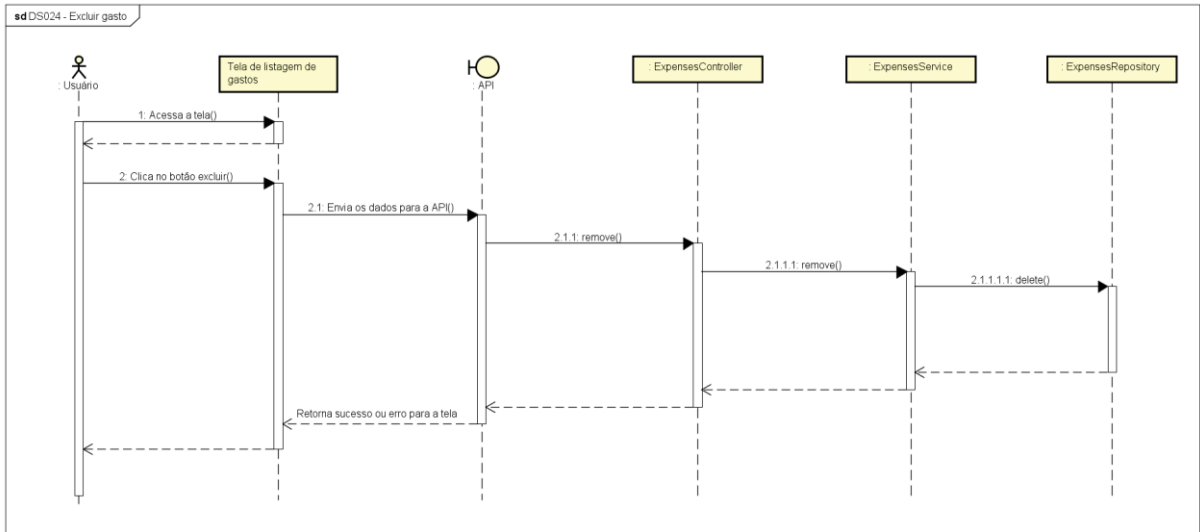 sd DS024 - Excluir gasto
: Usuário
Tela de listagem de
gastos
: API
: ExpensesController
: ExpensesService
: ExpensesRepository
1: Acessa a tela()
2: Clica no botão excluir()
2.1: Envia os dados para a API()
2.1.1: remove()
2.1.1.1: remove()
2.1.1.1.1: delete()
Retorna sucesso ou erro para a tela